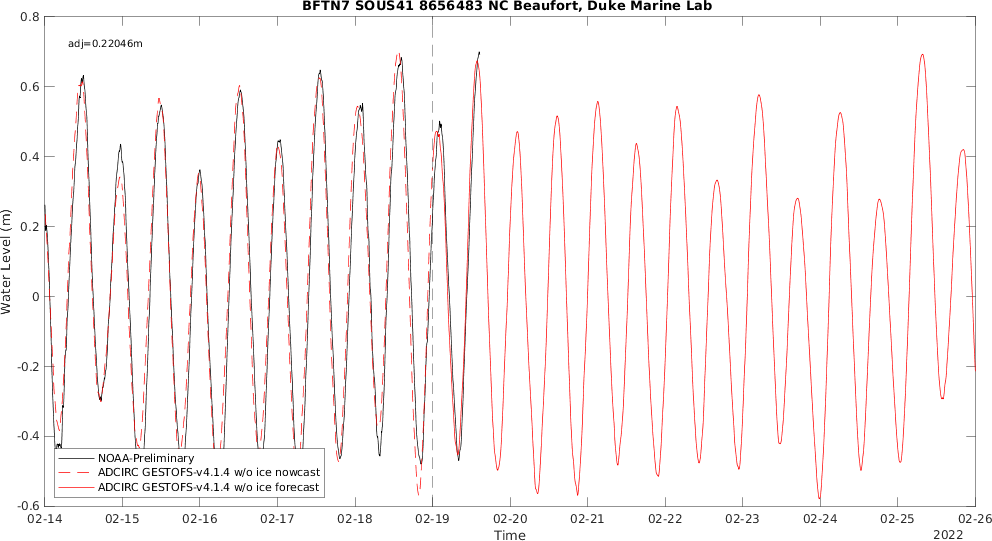 BFTN7 SOUS41 8656483 NC Beaufort, Duke Marine Lab
adj=0.22046m
Water Level (m)
0.8
0.6
0.4
0.2
0
-0.2
-0.4
-0.6
NOAA-Preliminary
ADCIRC GESTOFS-v4.1.4 w/o ice nowcast
ADCIRC GESTOFS-v4.1.4 w/o ice forecast
02-14 02-15 02-16 02-17 02-18 02-19 02-20 02-21 02-22 02-23 02-24 02-25 02-26
Time
2022